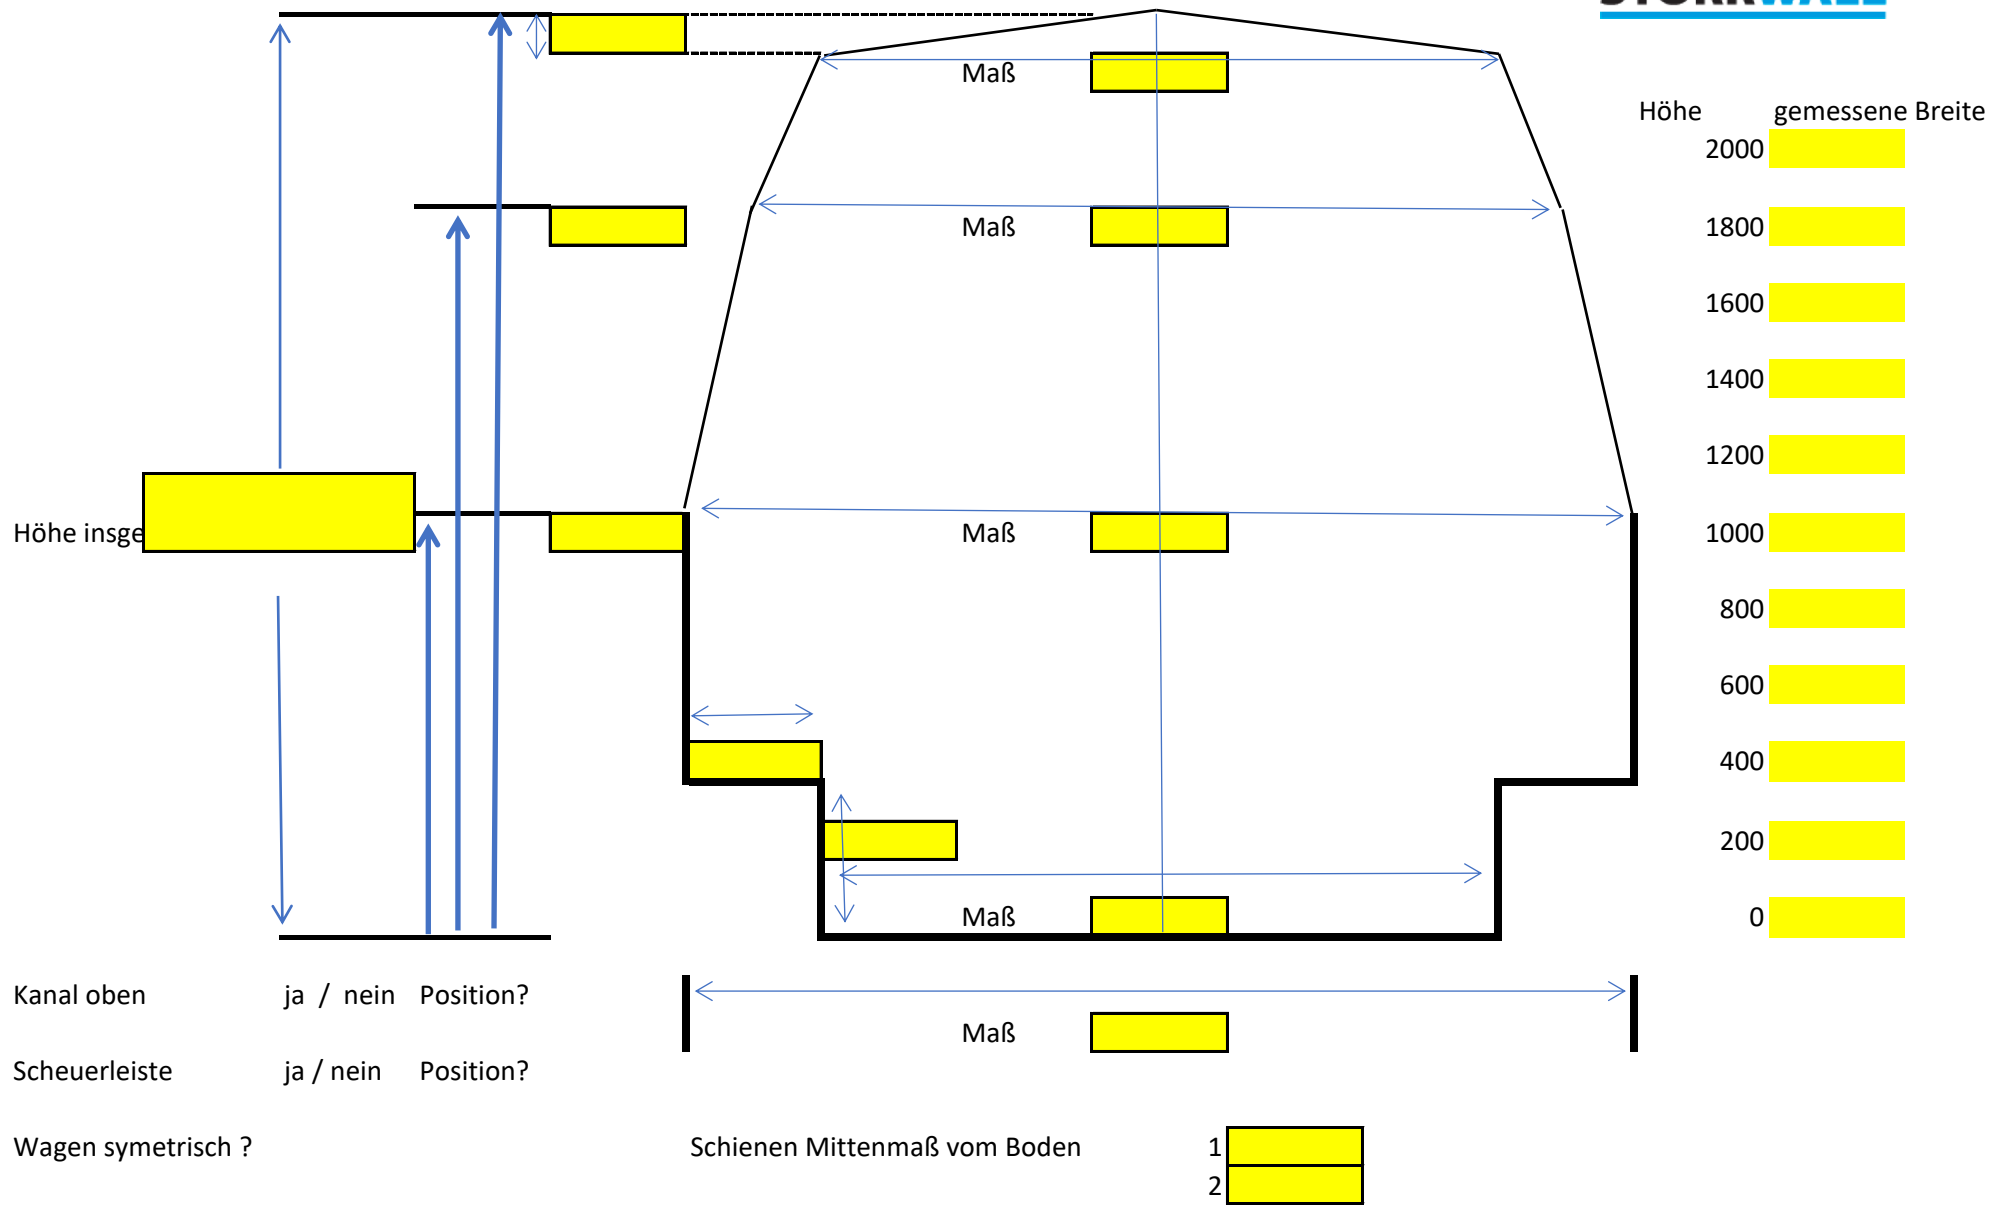 Maß
Höhe gemessene Breite
2000
Maß 1800
1600
1400
1200
Höhe insge Maß 1000
800
600
400
200
Maß 0
Kanal oben ja / nein Position?
Maß
Scheuerleiste ja / nein Position?
Wagen symetrisch ? Schienen Mittenmaß vom Boden 1
2